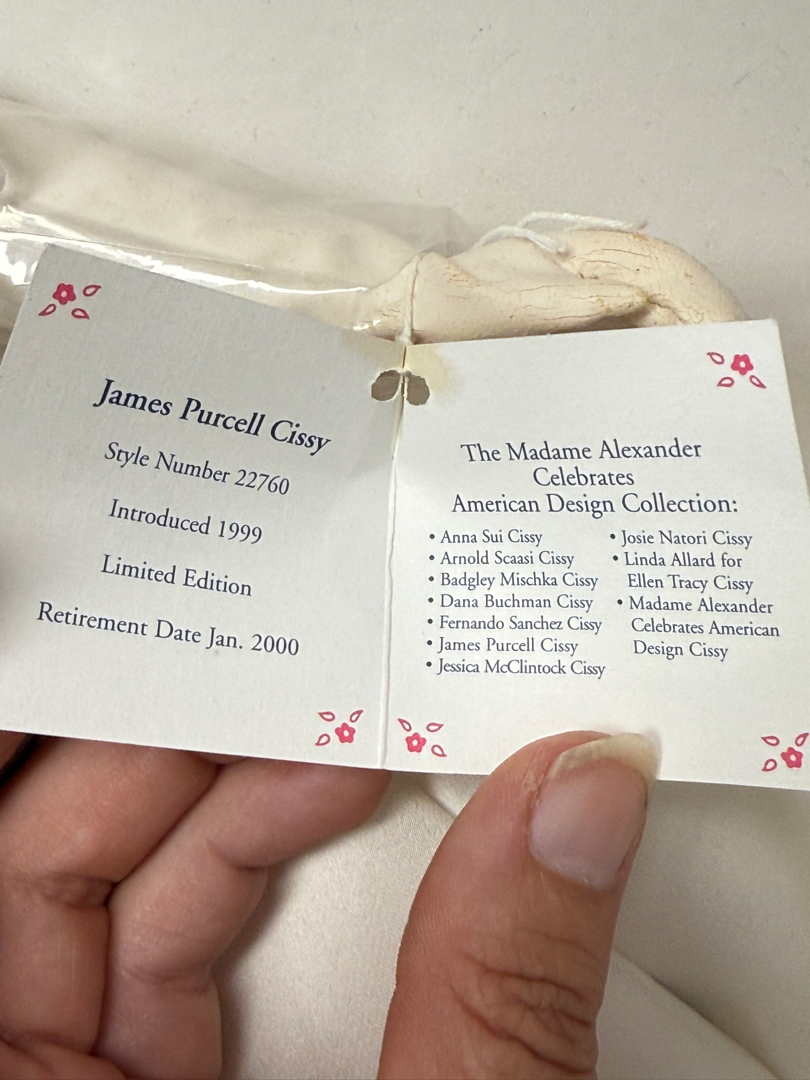 James Purcell Cissy
Style Number 22760
Introduced 1999
Limited Edition
Retirement Date Jan. 2000
The Madame Alexander
Celebrates
American Design Collection:
• Anna Sui Cissy
• Arnold Scaasi Cissy
• Badgley Mischka Cissy
• Dana Buchman Cissy
• Fernando Sanchez Cissy
• James Purcell Cissy
• Jessica McClintock Cissy
• Josie Natori Cissy
• Linda Allard for
Ellen Tracy Cissy
• Madame Alexander
Celebrates American
Design Cissy